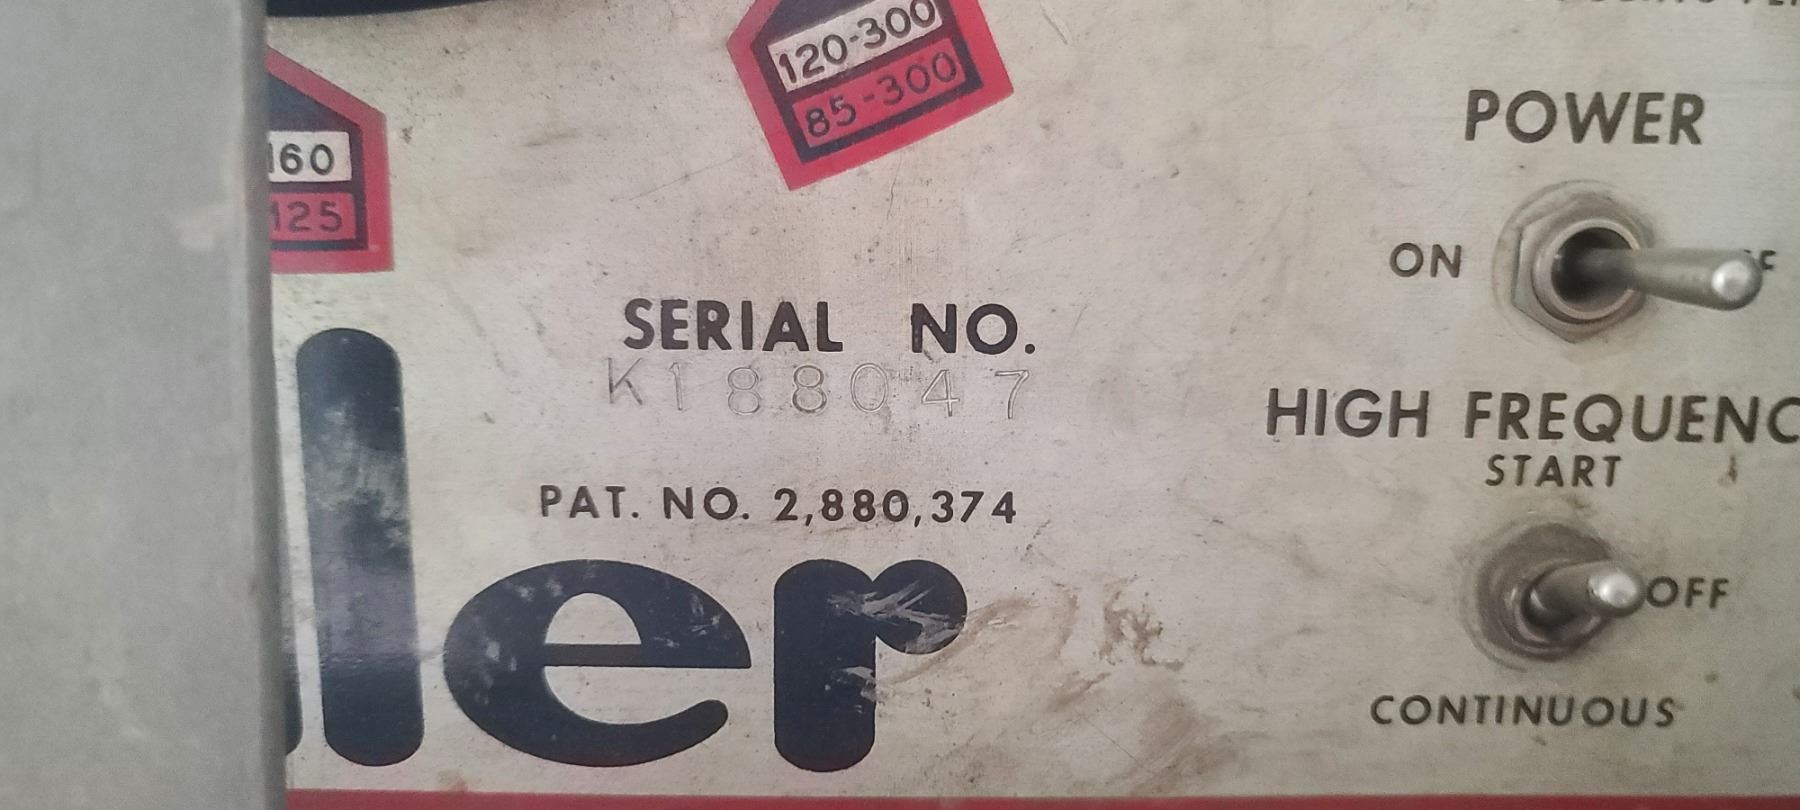 120-300
85-300
160
125
POWER
ON
SERIAL NO.
K188047
HIGH FREQUENC
START
PAT. NO. 2,880,374
OFF
ler
CONTINUOUS